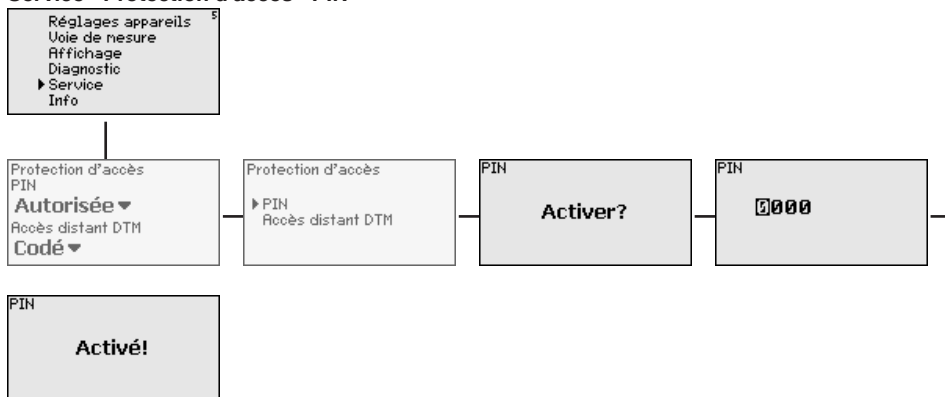 Service - Protection d'accès - PIN
Réglages appareils 5
Voie de mesure
Affichage
Diagnostic
Service
Info
Protection d'accès
PIN
Autorisée
Accès distant DTM
Codé
Protection d'accès
PIN
Accès distant DTM
PIN
Activer?
PIN
0000
PIN
Activé!